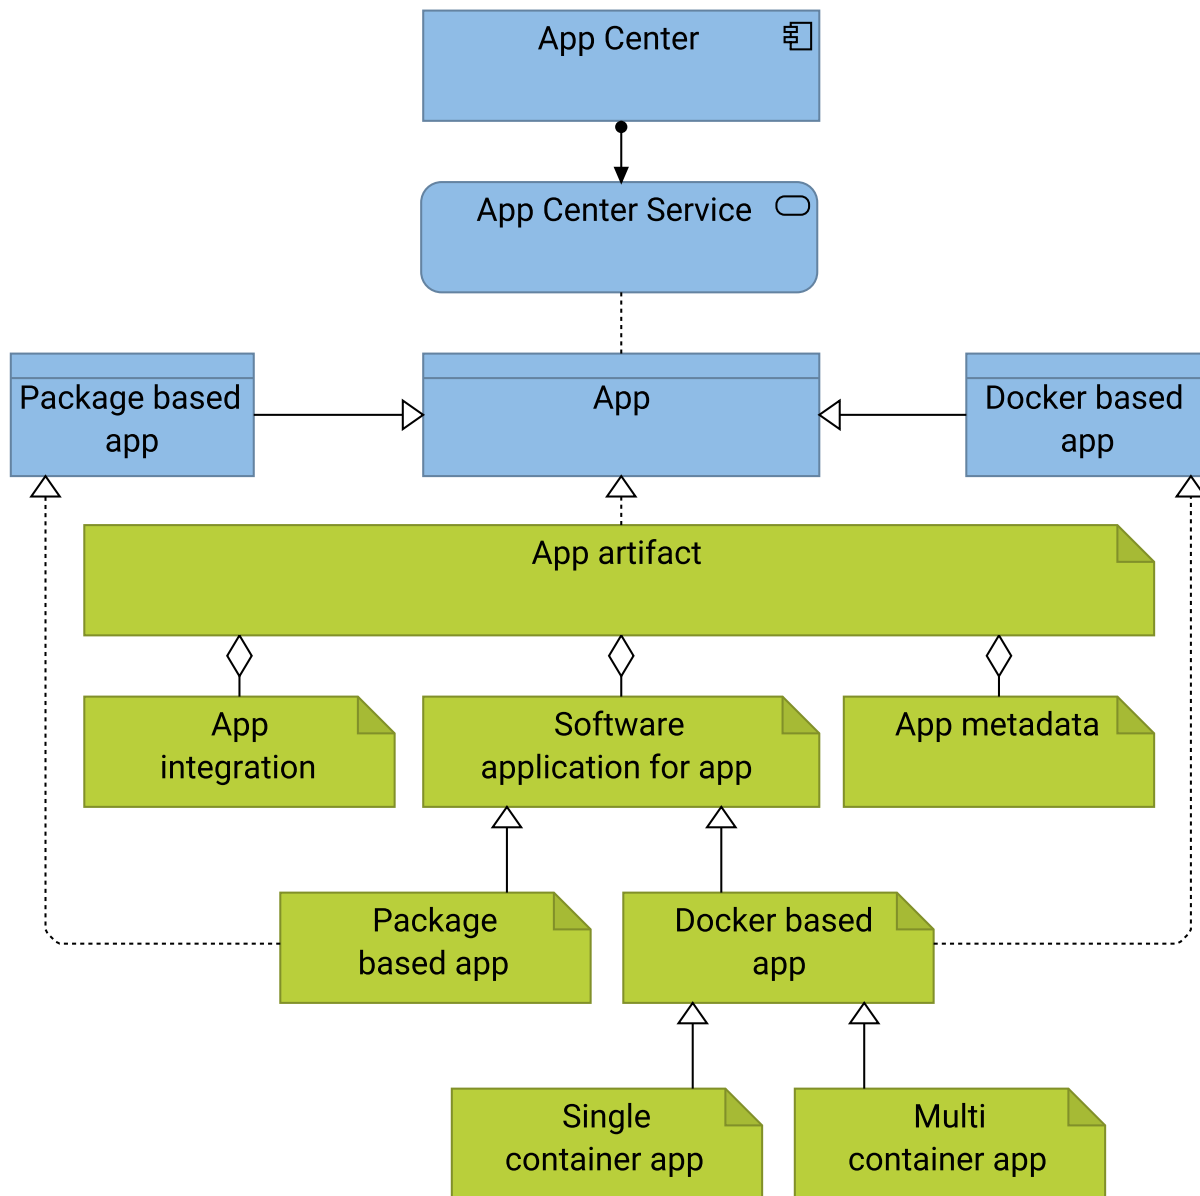 App Center
App Center Service
Package based
app
App
Docker based
app
App artifact
App
integration
Software
application for app
App metadata
Package
based app
Docker based
app
Single
container app
Multi
container app